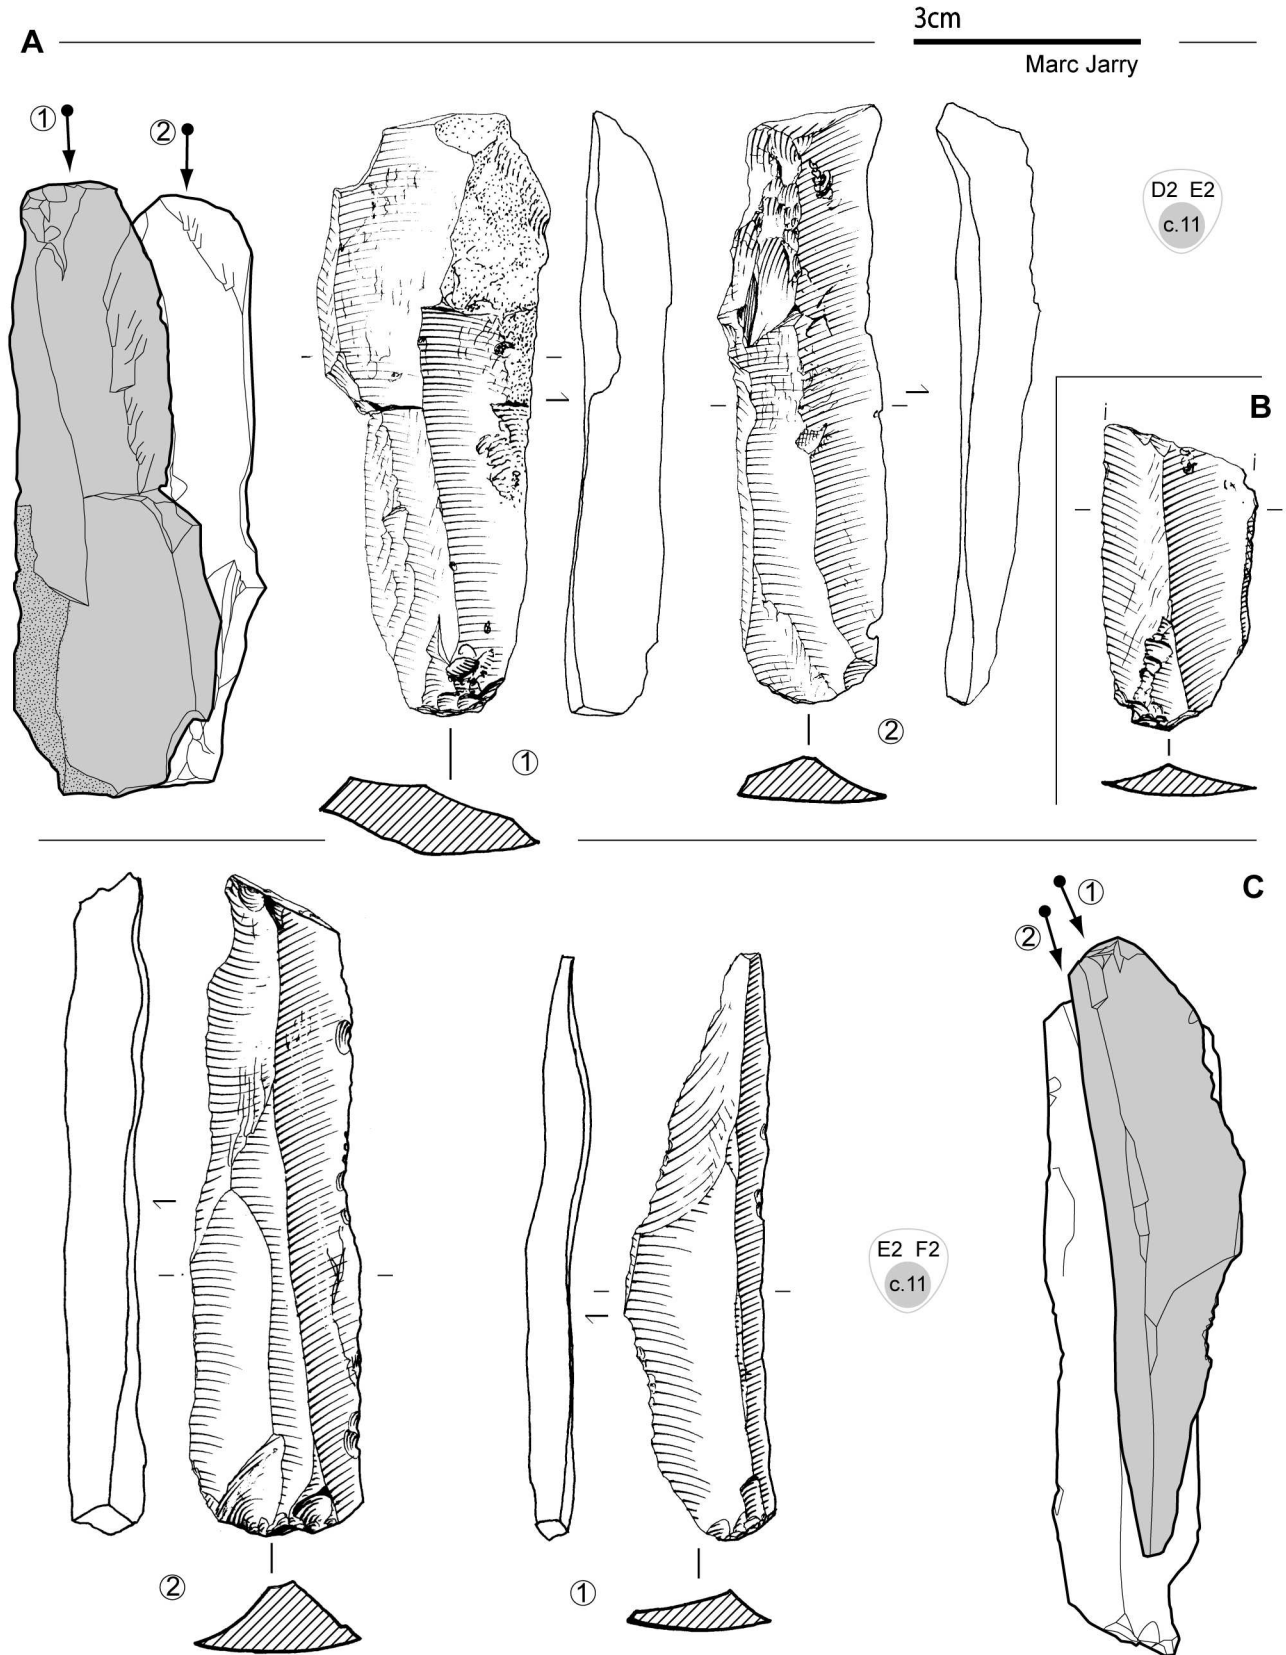 A
3cm
Marc Jarry
①
②
D2 E2
c.11
B
i
i
①
②
C
①
②
E2 F2
c.11
②
①